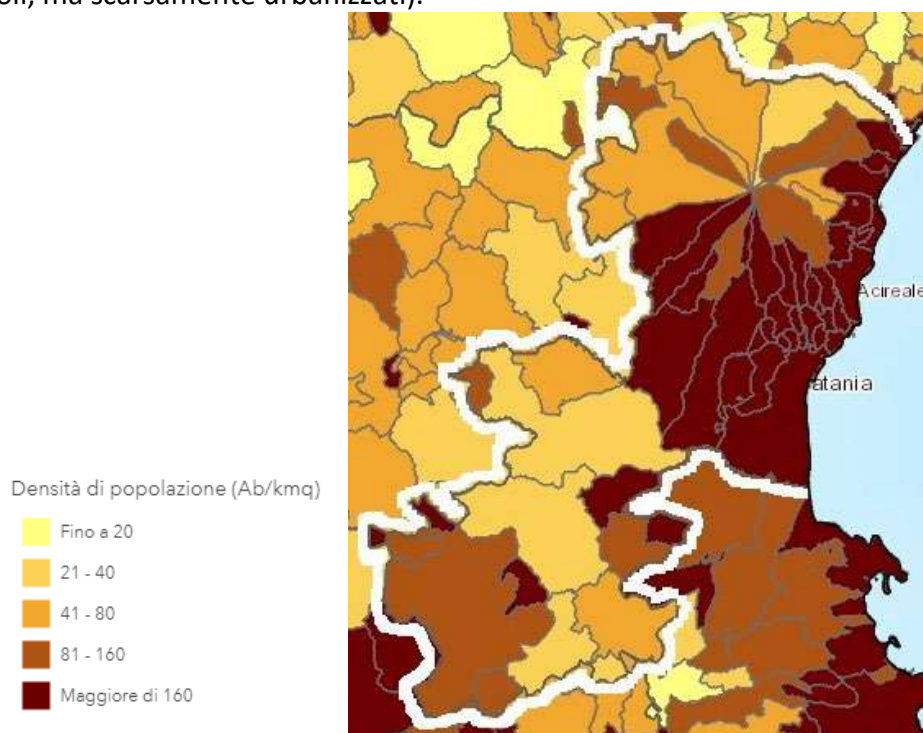 oli, ma scarsamente urbanizzati).
Acireale
atania
Densità di popolazione (Ab/kmq)
Fino a 20
21 - 40
41 - 80
81 - 160
Maggiore di 160